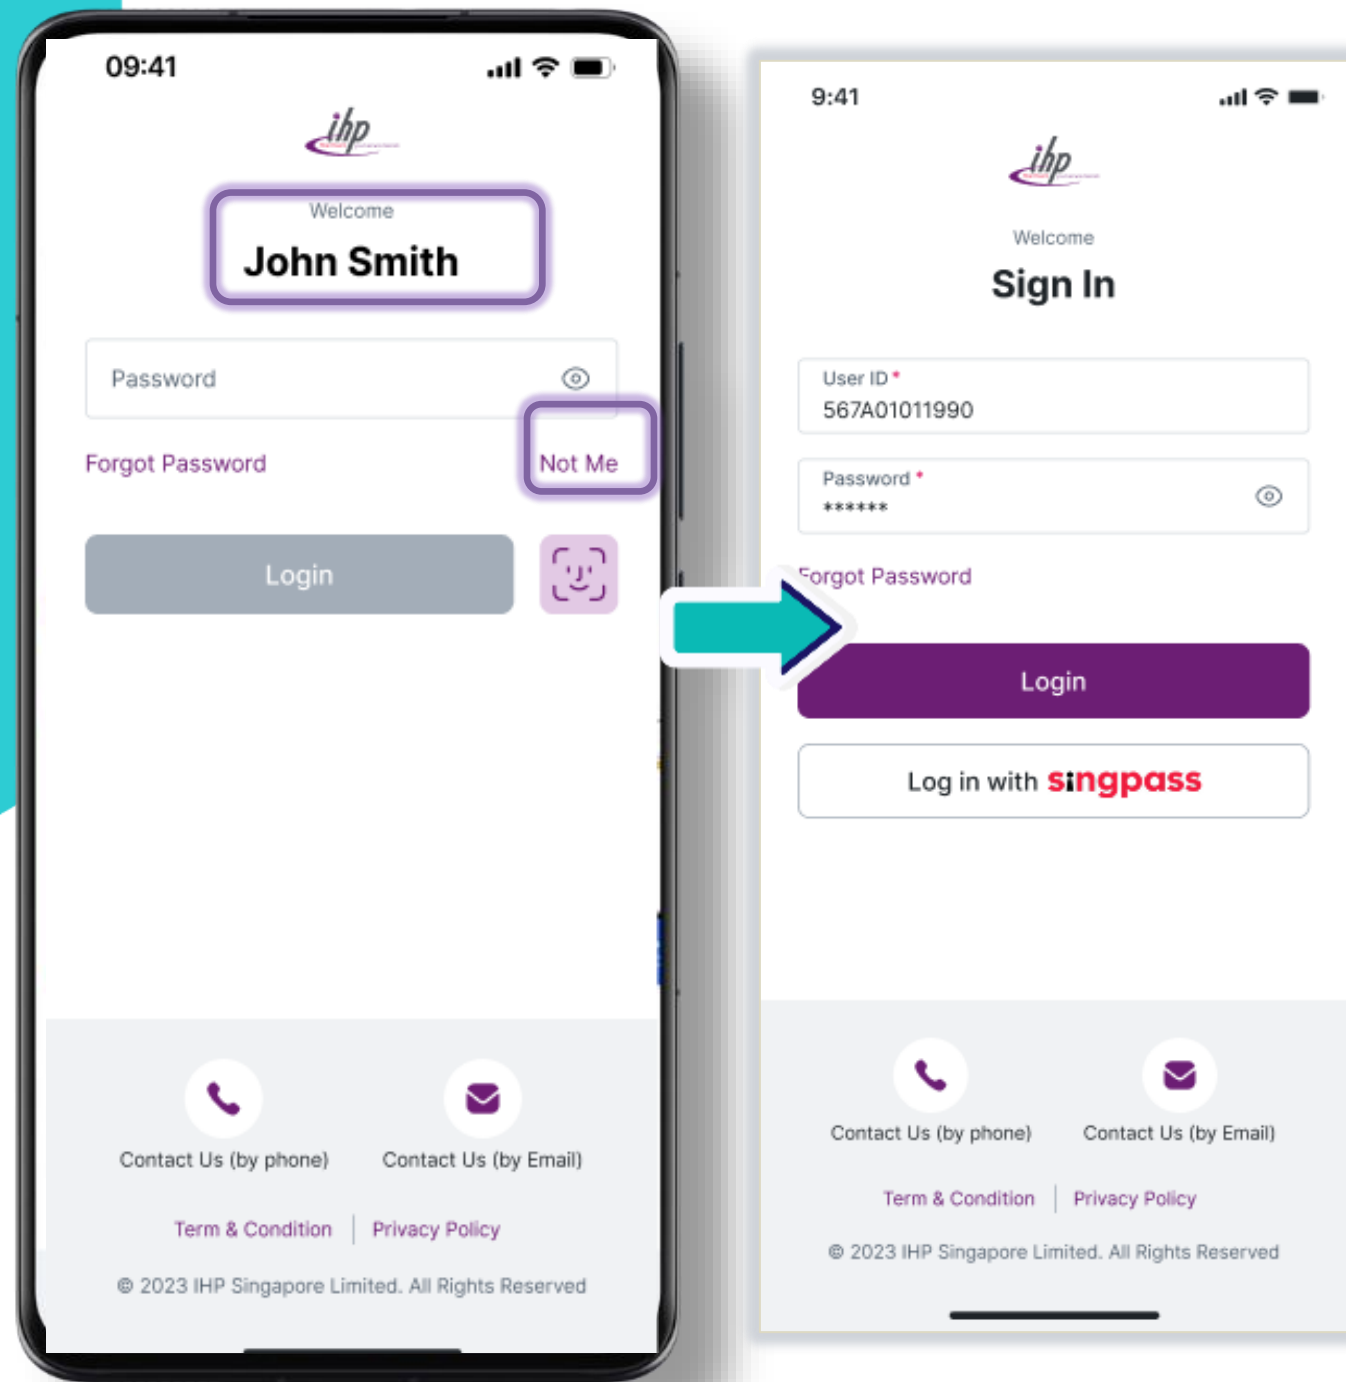 09:41
ihp
Welcome
John Smith
Password
Forgot Password
Not Me
Login
Contact Us (by phone)
Contact Us (by Email)
Term & Condition
Privacy Policy
© 2023 IHP Singapore Limited. All Rights Reserved
9:41
ihp
Welcome
Sign In
User ID *
567A01011990
Password *
******
Forgot Password
Login
Log in with singpass
Contact Us (by phone)
Contact Us (by Email)
Term & Condition
Privacy Policy
© 2023 IHP Singapore Limited. All Rights Reserved